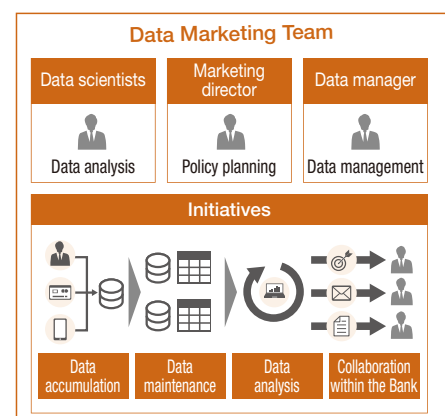 Data Marketing Team
Data scientists
Marketing
director
Data manager
Data analysis
Policy planning
Data management
Initiatives
Data
accumulation
Data
maintenance
Data
analysis
Collaboration
within the Bank